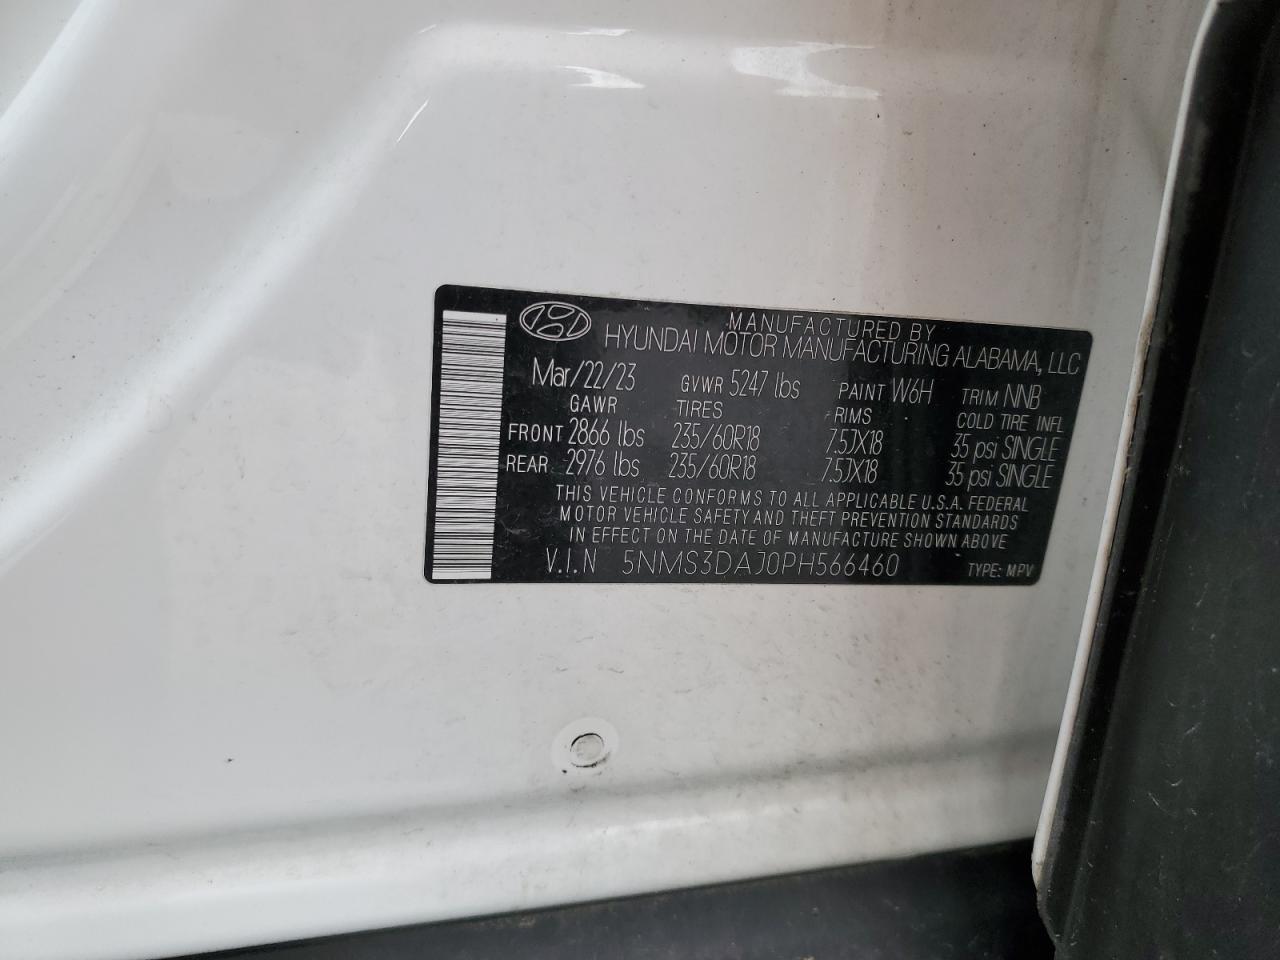 MANUFACTURED BY
HYUNDAI MOTOR MANUFACTURING ALABAMA, LLC
Mar/22/23 GVWR 5247 lbs PAINT W6H TRIM NNB
GAWR TIRES RIMS COLD TIRE INFL
FRONT 2866 lbs 235/60R18 7.5JX18 35 psi SINGLE
REAR 2976 lbs 235/60R18 7.5JX18 35 psi SINGLE
THIS VEHICLE CONFORMS TO ALL APPLICABLE U.S.A. FEDERAL
MOTOR VEHICLE SAFETY AND THEFT PREVENTION STANDARDS
IN EFFECT ON THE DATE OF MANUFACTURE SHOWN ABOVE
V.I.N 5NMS3DAJ0PH566460 TYPE: MPV